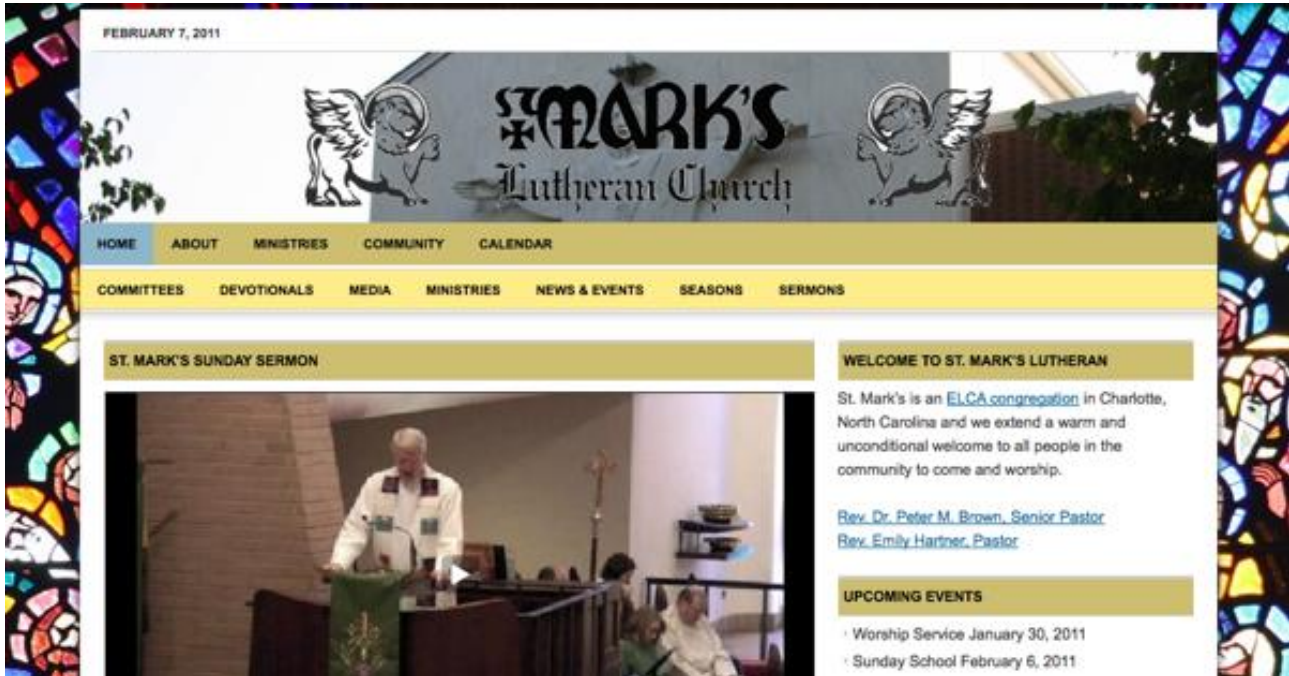 FEBRUARY 7, 2011
ST MARK'S
Lutheran Church
HOME ABOUT MINISTRIES COMMUNITY CALENDAR
COMMITTEES DEVOTIONALS MEDIA MINISTRIES NEWS & EVENTS SEASONS SERMONS
ST. MARK'S SUNDAY SERMON
WELCOME TO ST. MARK'S LUTHERAN
St. Mark's is an ELCA congregation in Charlotte,
North Carolina and we extend a warm and
unconditional welcome to all people in the
community to come and worship.
Rev. Dr. Peter M. Brown, Senior Pastor
Rev. Emily Hartner, Pastor
UPCOMING EVENTS
· Worship Service January 30, 2011
· Sunday School February 6, 2011